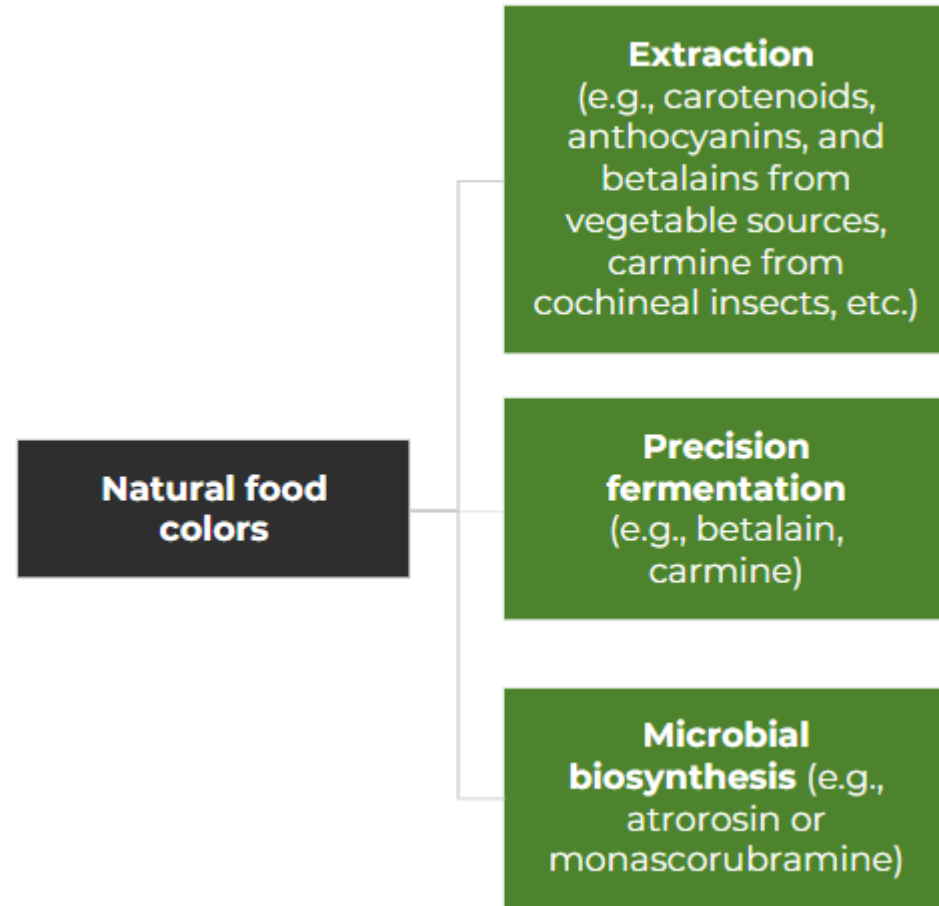 Natural food
colors
Extraction
(e.g., carotenoids,
anthocyanins, and
betalains from
vegetable sources,
carmine from
cochineal insects, etc.)
Precision
fermentation
(e.g., betalain,
carmine)
Microbial
biosynthesis (e.g.,
atrorosin or
monascorubramine)